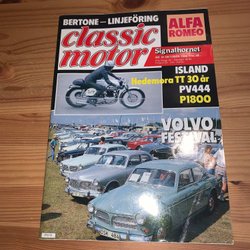 BERTONE — LINJEFÖRING
ALFA
ROMEO
classic
motor
Signalhornet
ISLAND
Hedemora TT 30 år
PV444
P1800
VOLVO
FESTIVAL